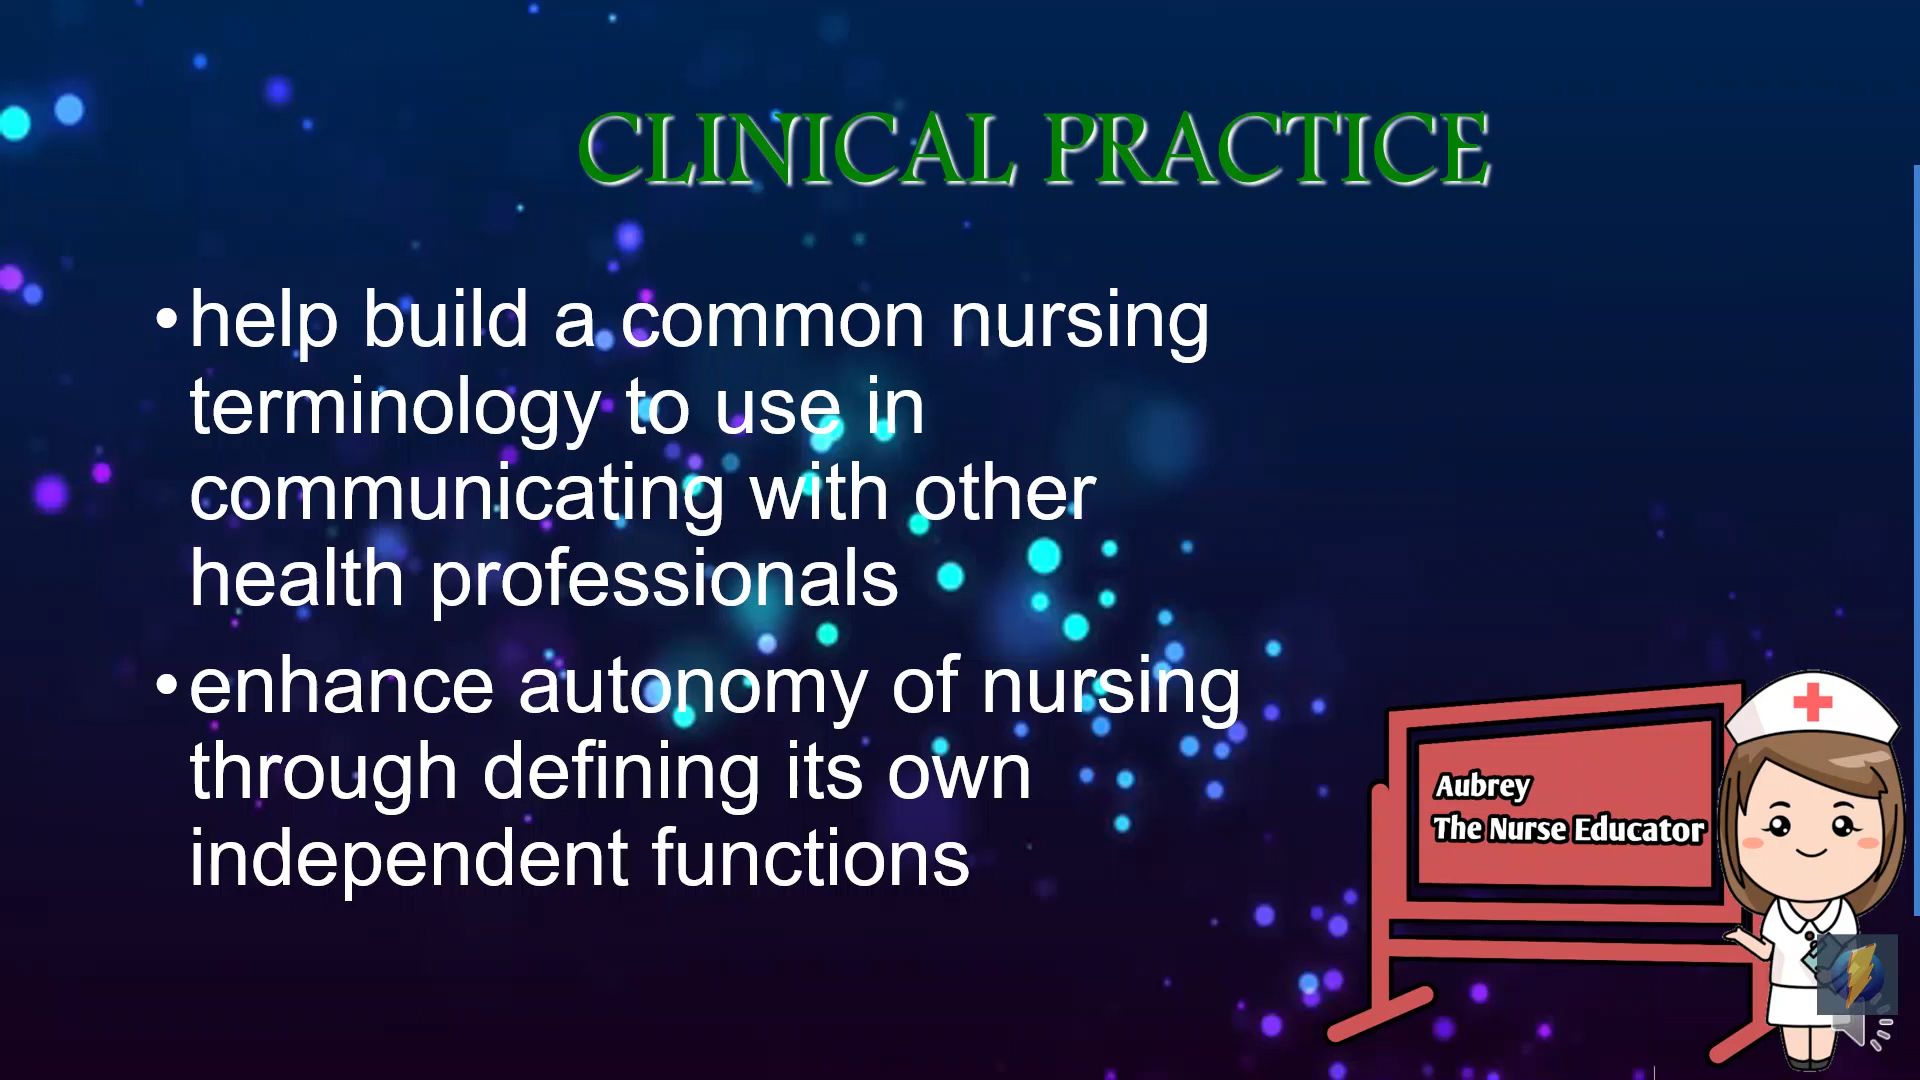 CLINICAL PRACTICE
•help build a common nursing
terminology to use in
communicating with other
health professionals
•enhance autonomy of nursing
through defining its own
independent functions
Aubrey
The Nurse Educator